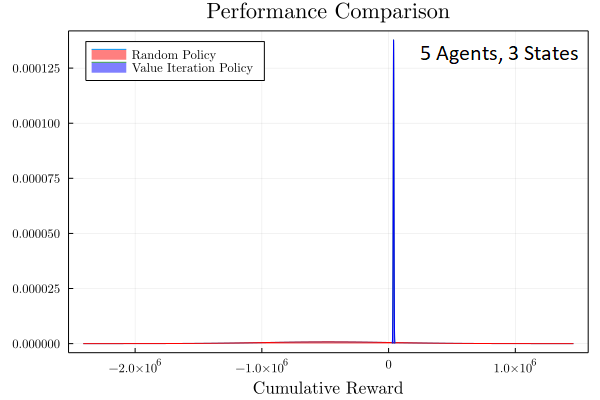 Performance Comparison
Random Policy
Value Iteration Policy
5 Agents, 3 States
0.000125
0.000100
0.000075
0.000050
0.000025
0.000000
−2.0×10⁶ −1.0×10⁶ 0 1.0×10⁶
Cumulative Reward